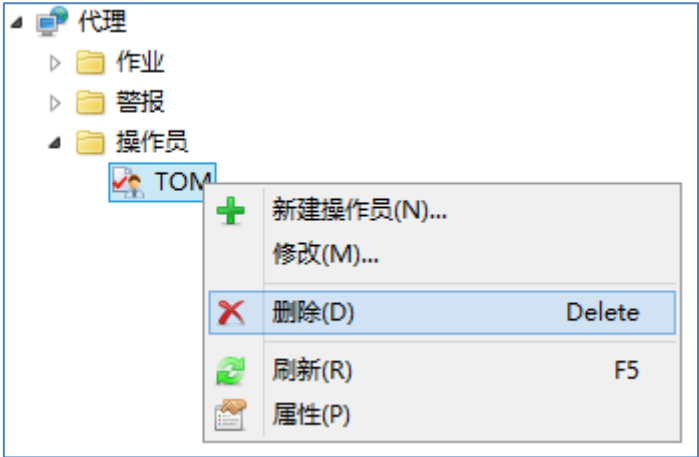 代理
作业
警报
操作员
TOM
新建操作员(N)...
修改(M)...
删除(D) Delete
刷新(R) F5
属性(P)